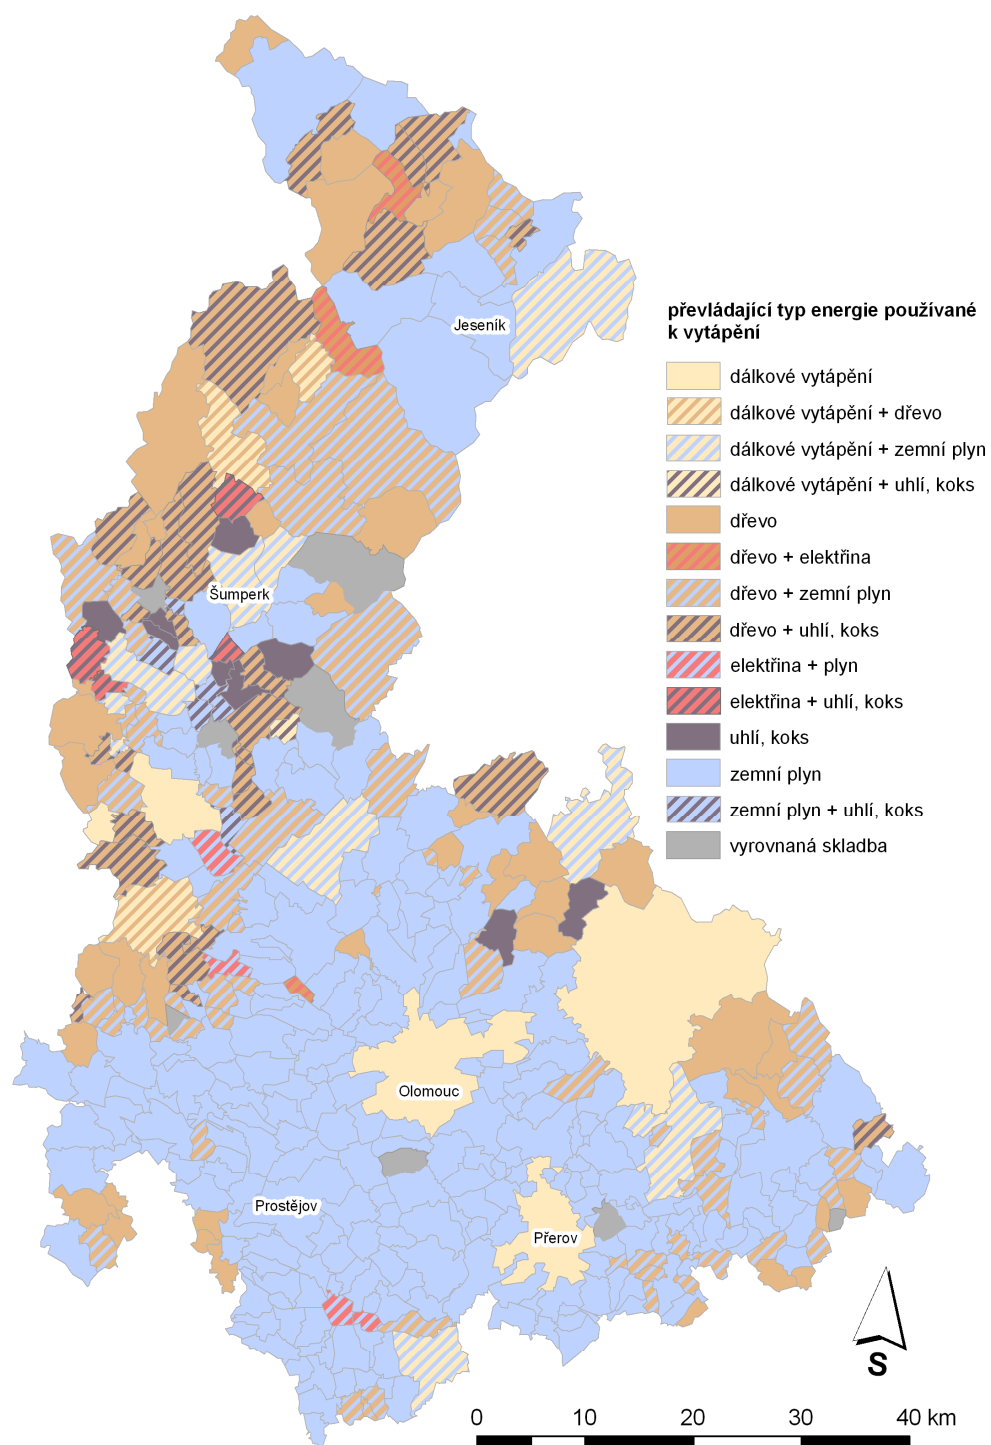 převládající typ energie používané
k vytápění
dálkové vytápění
dálkové vytápění + dřevo
dálkové vytápění + zemní plyn
dálkové vytápění + uhlí, koks
dřevo
dřevo + elektřina
dřevo + zemní plyn
dřevo + uhlí, koks
elektřina + plyn
elektřina + uhlí, koks
uhlí, koks
zemní plyn
zemní plyn + uhlí, koks
vyrovnaná skladba
Jeseník
Šumperk
Olomouc
Prostějov
Přerov
S
0 10 20 30 40 km